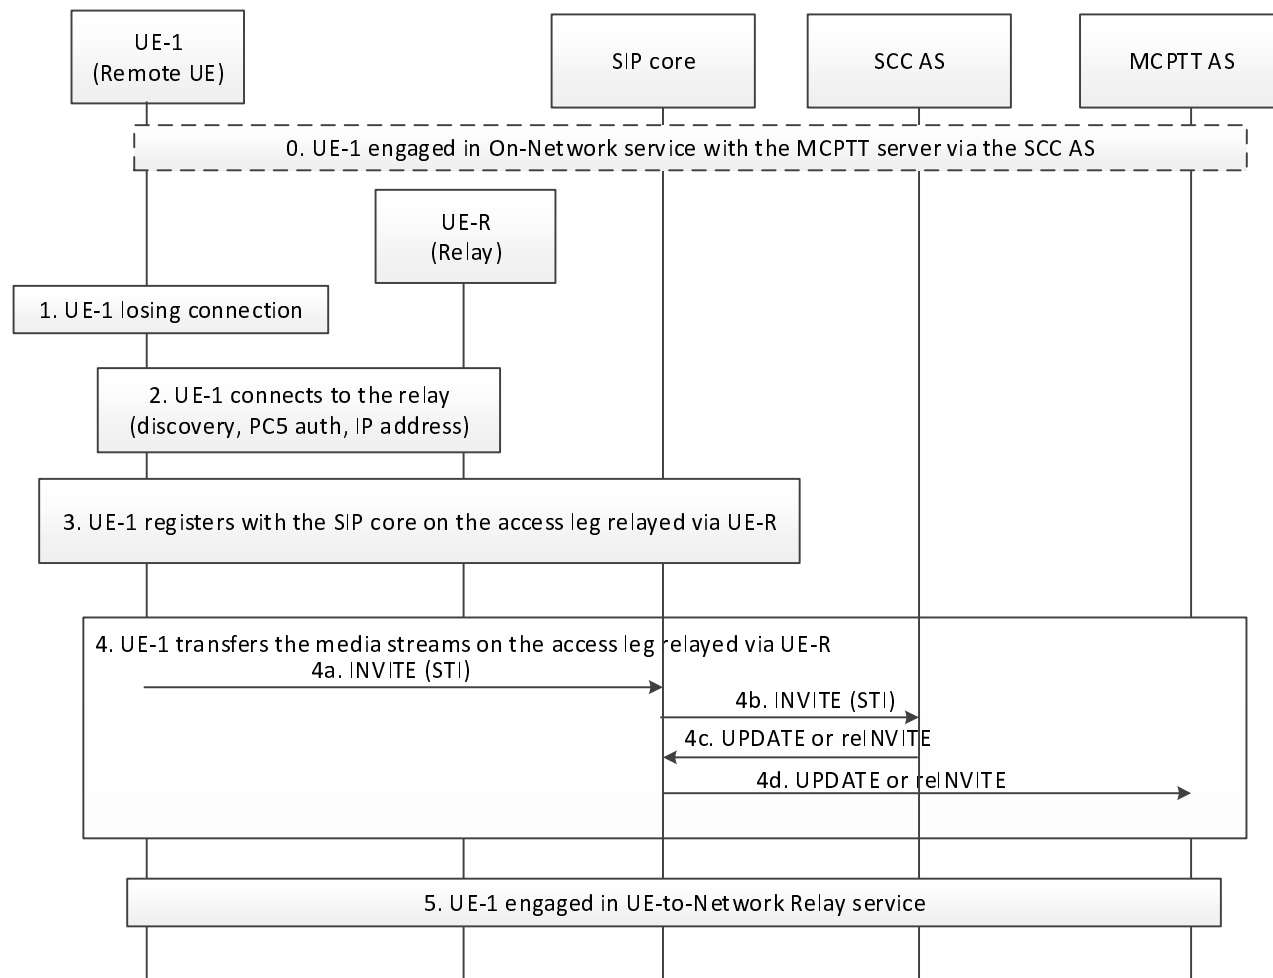 UE-1
(Remote UE)
SIP core
SCC AS
MCPTT AS
0. UE-1 engaged in On-Network service with the MCPTT server via the SCC AS
UE-R
(Relay)
1. UE-1 losing connection
2. UE-1 connects to the relay
(discovery, PC5 auth, IP address)
3. UE-1 registers with the SIP core on the access leg relayed via UE-R
4. UE-1 transfers the media streams on the access leg relayed via UE-R
4a. INVITE (STI)
4b. INVITE (STI)
4c. UPDATE or reINVITE
4d. UPDATE or reINVITE
5. UE-1 engaged in UE-to-Network Relay service